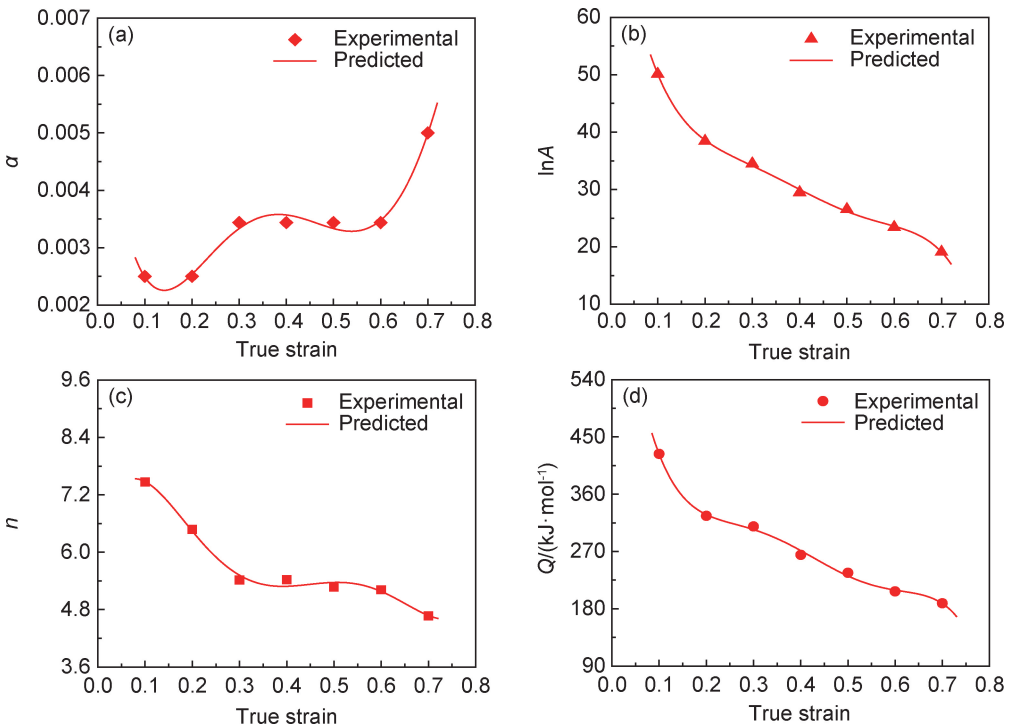 (a)
Experimental
Predicted
0.007
0.006
0.005
0.004
0.003
0.002
α
0.0 0.1 0.2 0.3 0.4 0.5 0.6 0.7 0.8
True strain
(b)
Experimental
Predicted
60
50
40
30
20
10
lnA
0.0 0.1 0.2 0.3 0.4 0.5 0.6 0.7 0.8
True strain
(c)
Experimental
Predicted
9.6
8.4
7.2
6.0
4.8
3.6
n
0.0 0.1 0.2 0.3 0.4 0.5 0.6 0.7 0.8
True strain
(d)
Experimental
Predicted
540
450
360
270
180
90
Q/(kJ·mol⁻¹)
0.0 0.1 0.2 0.3 0.4 0.5 0.6 0.7 0.8
True strain